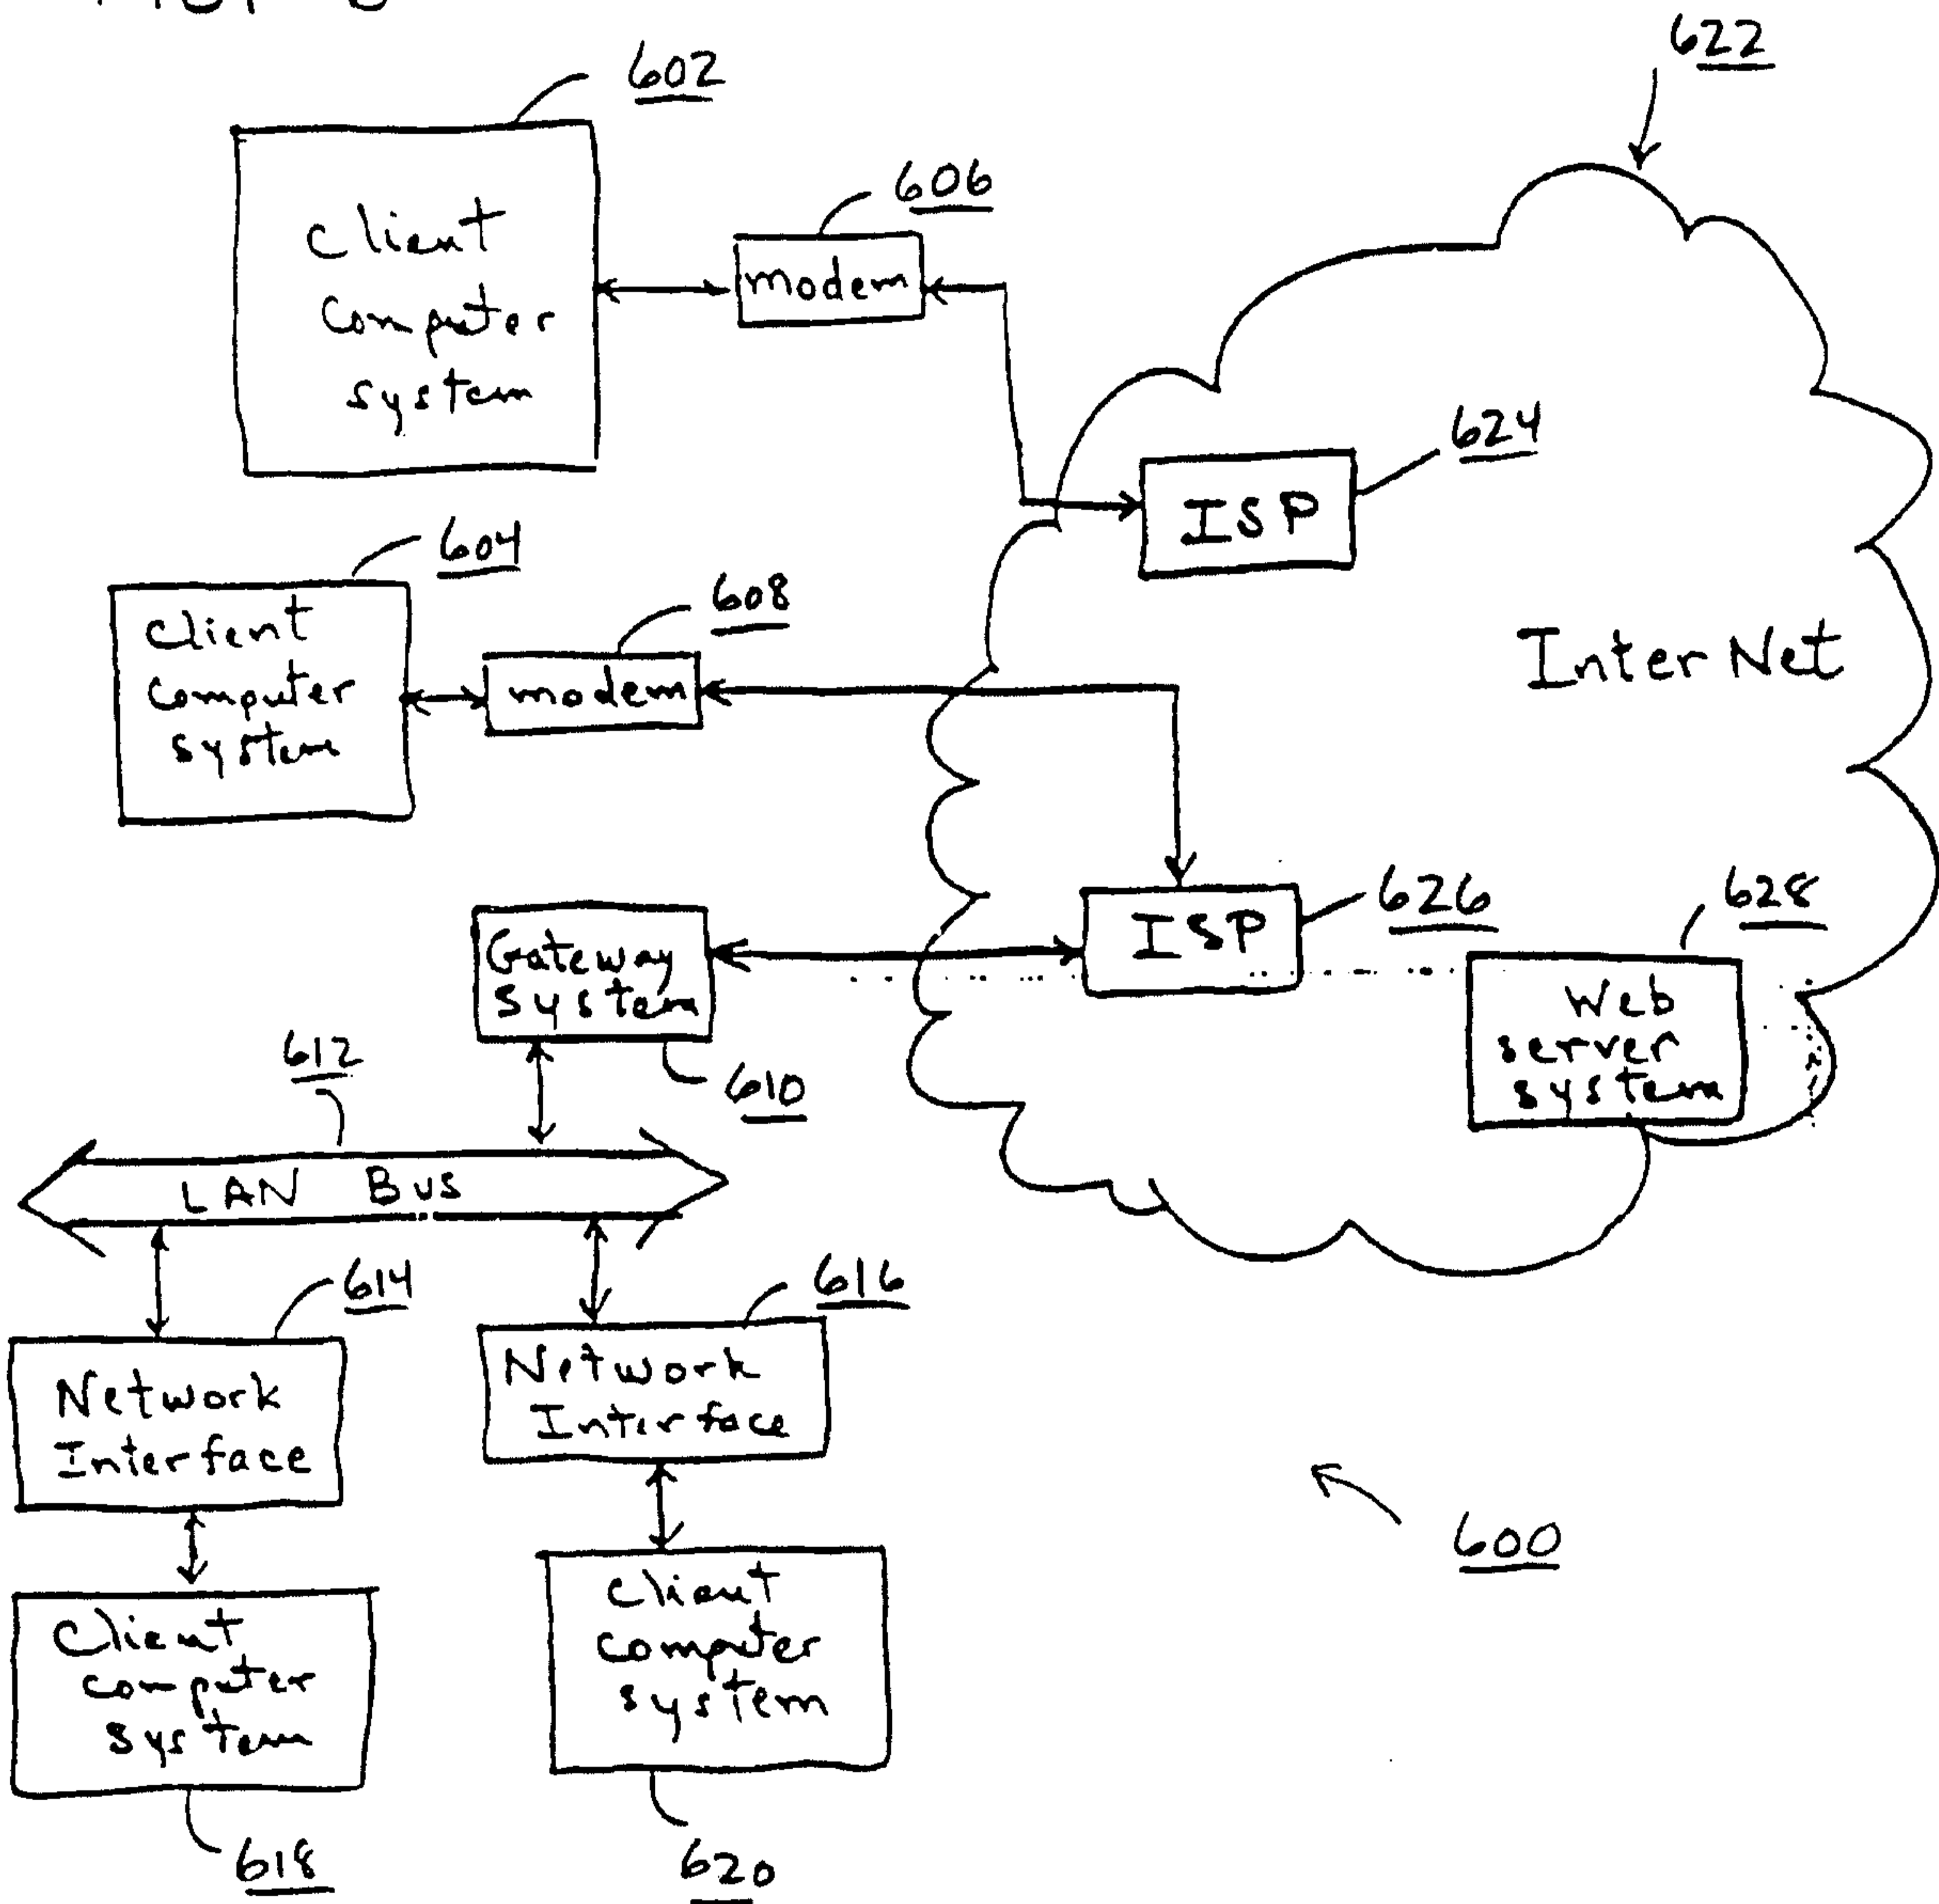 622
602
606
Client
Computer
system
modem
624
ISP
604
608
Client
Computer
system
modem
InterNet
626
628
ISP
Gateway
System
Web
server
system
612
610
LAN Bus
614
616
Network
Interface
Network
Interface
600
Client
computer
system
Client
computer
system
618
620